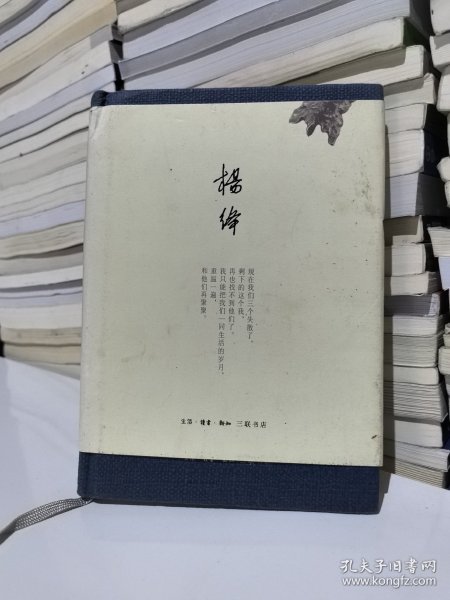 杨绛
现在我们三个失散了。
剩下的这个我，
再也找不到他们了。
我只能把我们一同生活的岁月，
重温一遍，
和他们再聚聚。
生活·读书·新知 三联书店
孔夫子旧书网
www.kongfz.com